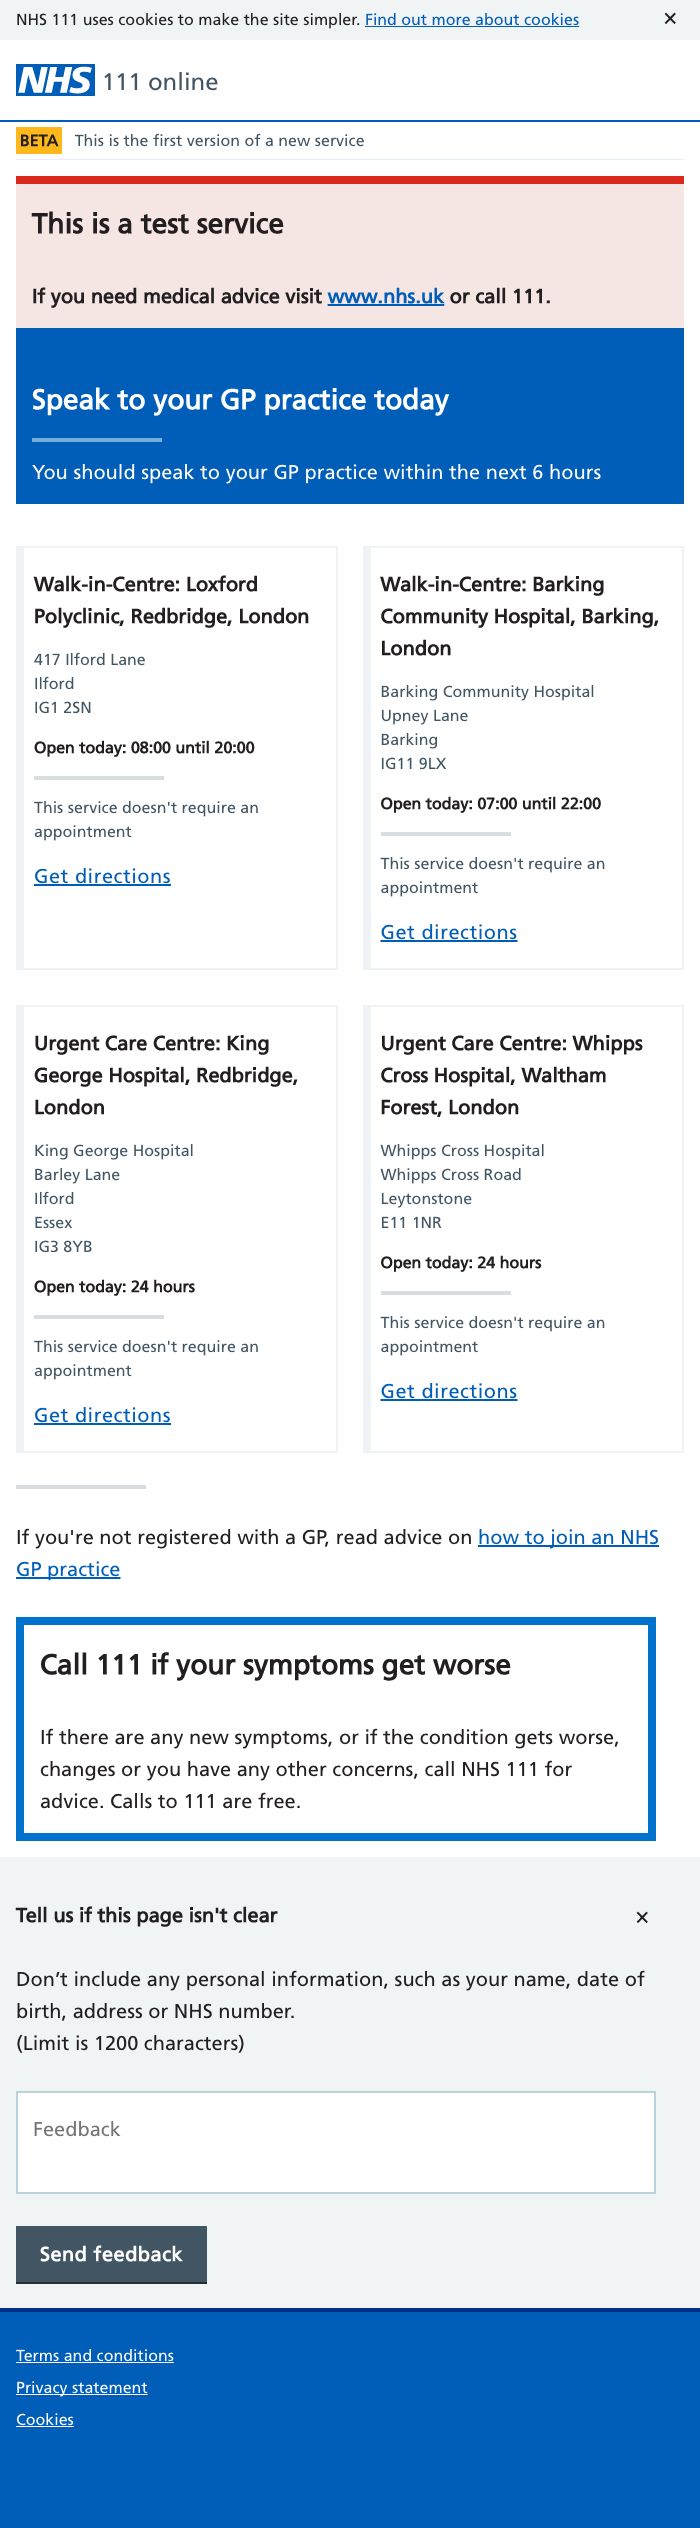 NHS 111 uses cookies to make the site simpler. Find out more about cookies ✕
NHS 111 online
BETA This is the first version of a new service
This is a test service
If you need medical advice visit www.nhs.uk or call 111.
Speak to your GP practice today
You should speak to your GP practice within the next 6 hours
Walk-in-Centre: Loxford
Polyclinic, Redbridge, London
417 Ilford Lane
Ilford
IG1 2SN
Open today: 08:00 until 20:00
This service doesn't require an
appointment
Get directions
Walk-in-Centre: Barking
Community Hospital, Barking,
London
Barking Community Hospital
Upney Lane
Barking
IG11 9LX
Open today: 07:00 until 22:00
This service doesn't require an
appointment
Get directions
Urgent Care Centre: King
George Hospital, Redbridge,
London
King George Hospital
Barley Lane
Ilford
Essex
IG3 8YB
Open today: 24 hours
This service doesn't require an
appointment
Get directions
Urgent Care Centre: Whipps
Cross Hospital, Waltham
Forest, London
Whipps Cross Hospital
Whipps Cross Road
Leytonstone
E11 1NR
Open today: 24 hours
This service doesn't require an
appointment
Get directions
If you're not registered with a GP, read advice on how to join an NHS
GP practice
Call 111 if your symptoms get worse
If there are any new symptoms, or if the condition gets worse,
changes or you have any other concerns, call NHS 111 for
advice. Calls to 111 are free.
Tell us if this page isn't clear ✕
Don’t include any personal information, such as your name, date of
birth, address or NHS number.
(Limit is 1200 characters)
Feedback
Send feedback
Terms and conditions
Privacy statement
Cookies